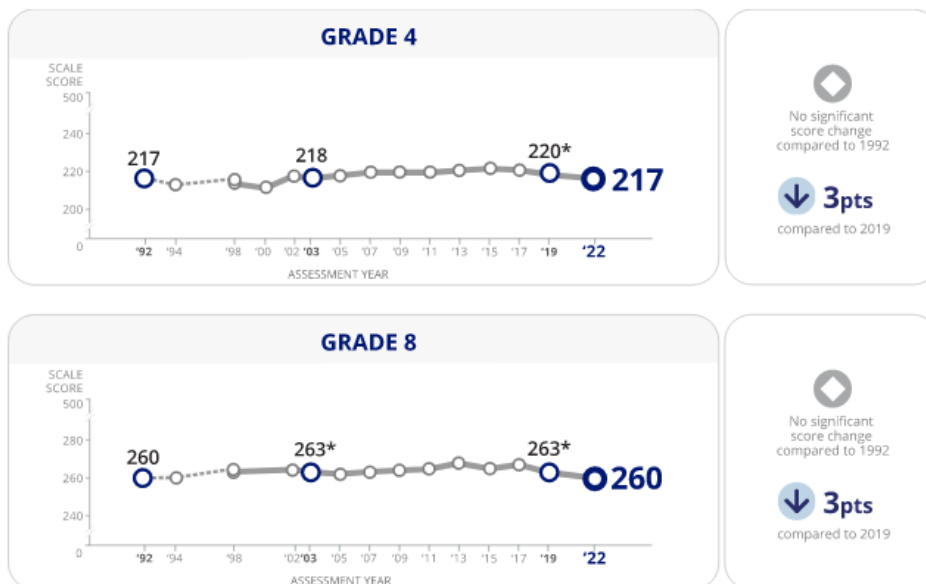 GRADE 4
SCALE
SCORE
500
240
220
200
0
217
218
220*
217
'92 '94 '98 '00 '02 '03 '05 '07 '09 '11 '13 '15 '17 '19 '22
ASSESSMENT YEAR
No significant
score change
compared to 1992
3pts
compared to 2019
GRADE 8
SCALE
SCORE
500
280
260
240
0
260
263*
263*
260
'92 '94 '98 '02 '03 '05 '07 '09 '11 '13 '15 '17 '19 '22
ASSESSMENT YEAR
No significant
score change
compared to 1992
3pts
compared to 2019